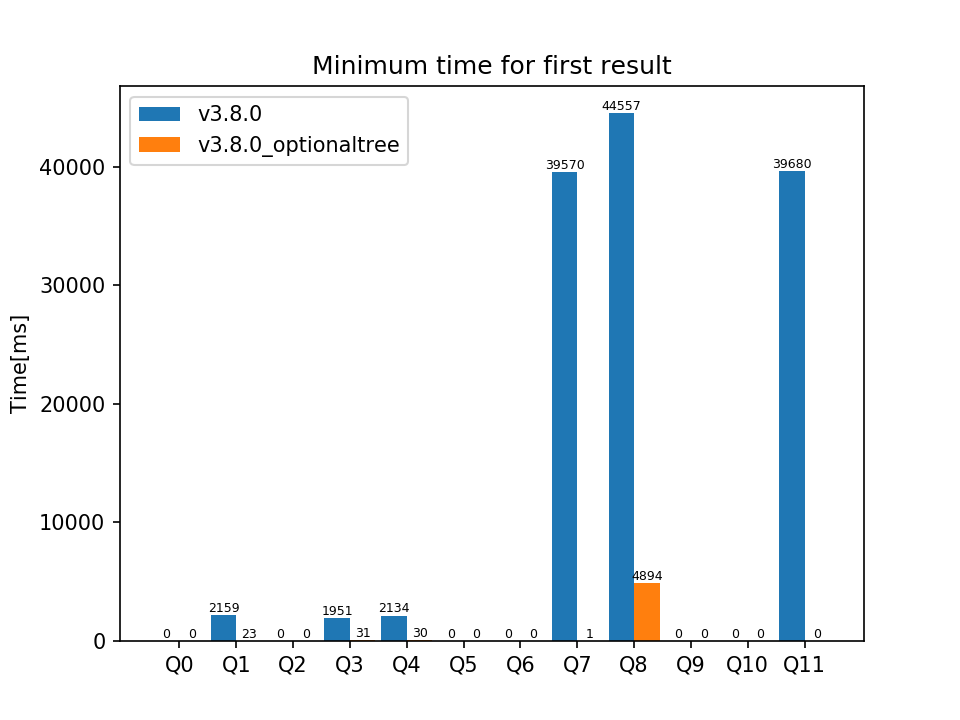 Minimum time for first result
v3.8.0
v3.8.0_optionaltree
Time[ms]
40000
30000
20000
10000
0
0 0 2159 23 0 0 1951 31 2134 30 0 0 0 0 39570 1 44557 4894 0 0 0 0 39680 0
Q0 Q1 Q2 Q3 Q4 Q5 Q6 Q7 Q8 Q9 Q10 Q11